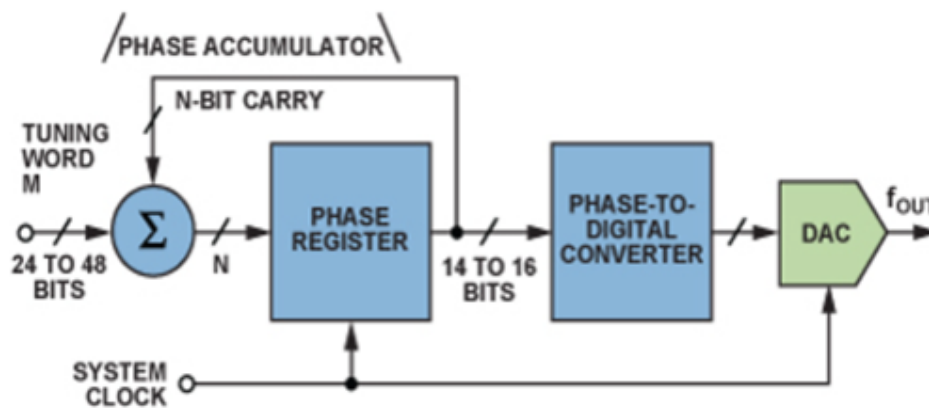 PHASE ACCUMULATOR
N-BIT CARRY
TUNING
WORD
M
Σ
24 TO 48
BITS
N
PHASE
REGISTER
14 TO 16
BITS
PHASE-TO-
DIGITAL
CONVERTER
DAC
fOUT
SYSTEM
CLOCK